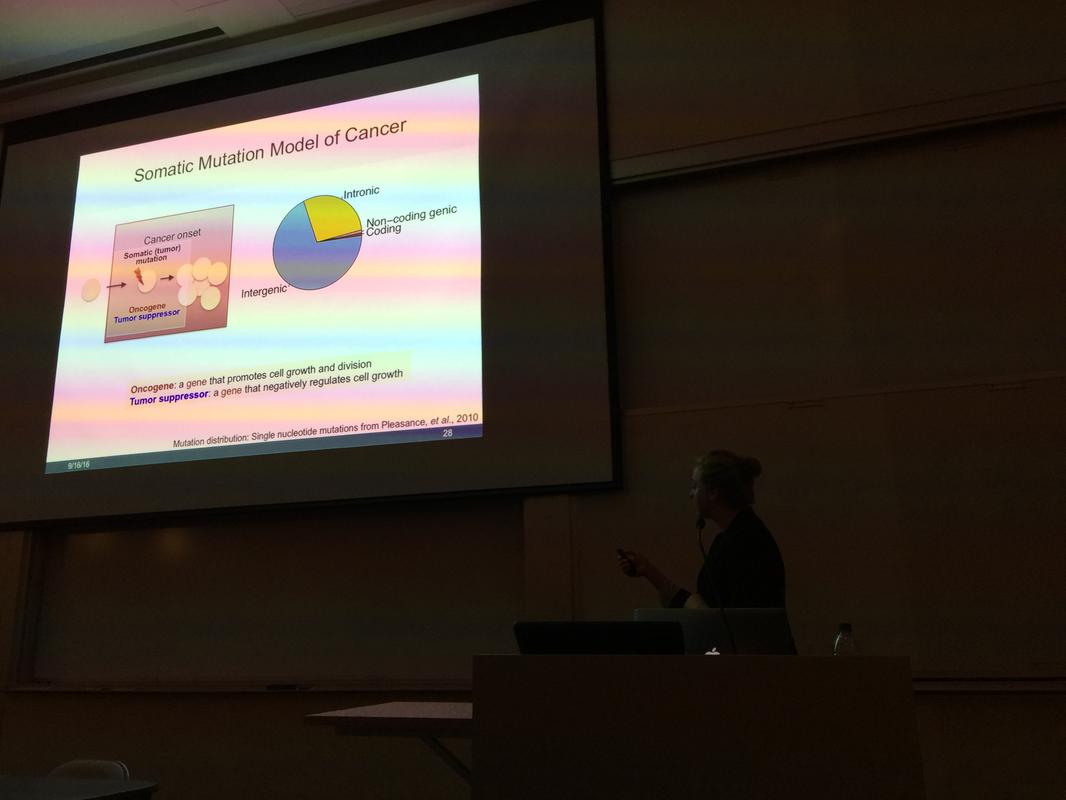 Somatic Mutation Model of Cancer
Cancer onset
Somatic (tumor)
mutation
Oncogene
Tumor suppressor
Intronic
Non-coding genic
Coding
Intergenic
Oncogene: a gene that promotes cell growth and division
Tumor suppressor: a gene that negatively regulates cell growth
Mutation distribution: Single nucleotide mutations from Pleasance, et al., 2010
9/16/16
28